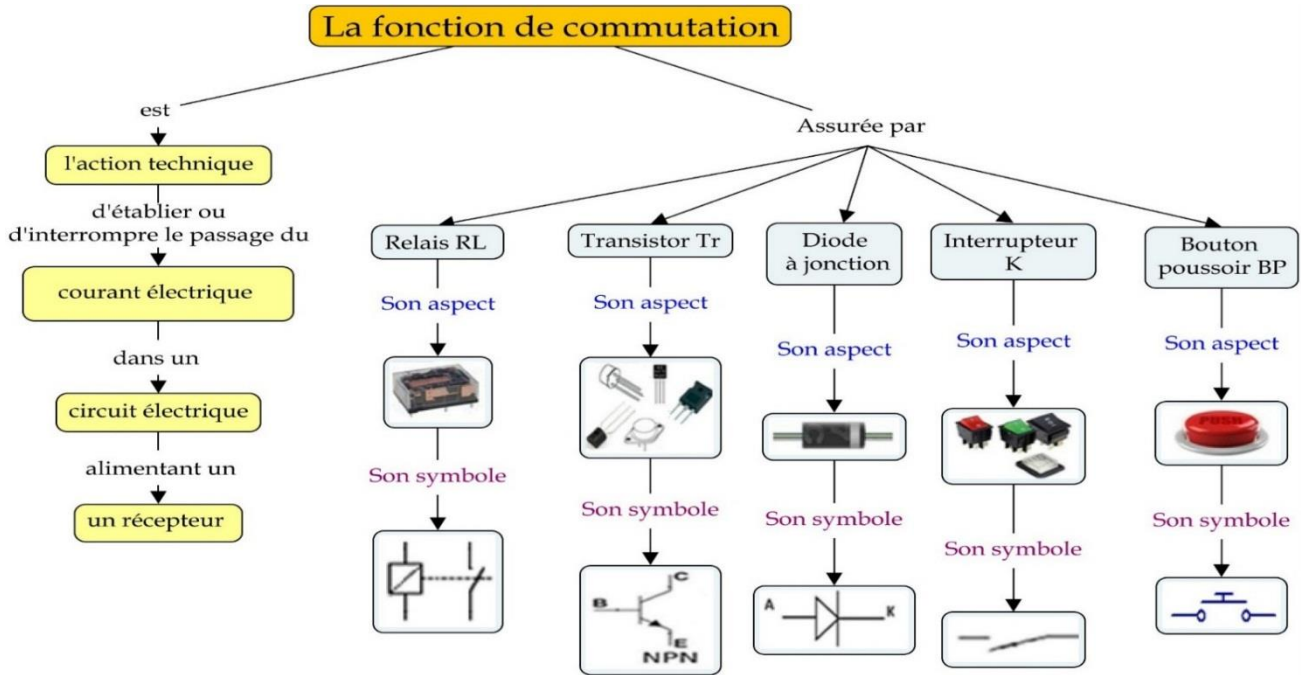 La fonction de commutation
est
l'action technique
d'établier ou
d'interrompre le passage du
courant électrique
dans un
circuit électrique
alimentant un
un récepteur
Assurée par
Relais RL
Son aspect
Son symbole
Transistor Tr
Son aspect
Son symbole
C
B
E
NPN
Diode
à jonction
Son aspect
Son symbole
A
K
Interrupteur
K
Son aspect
Son symbole
Bouton
poussoir BP
Son aspect
PUSH
Son symbole